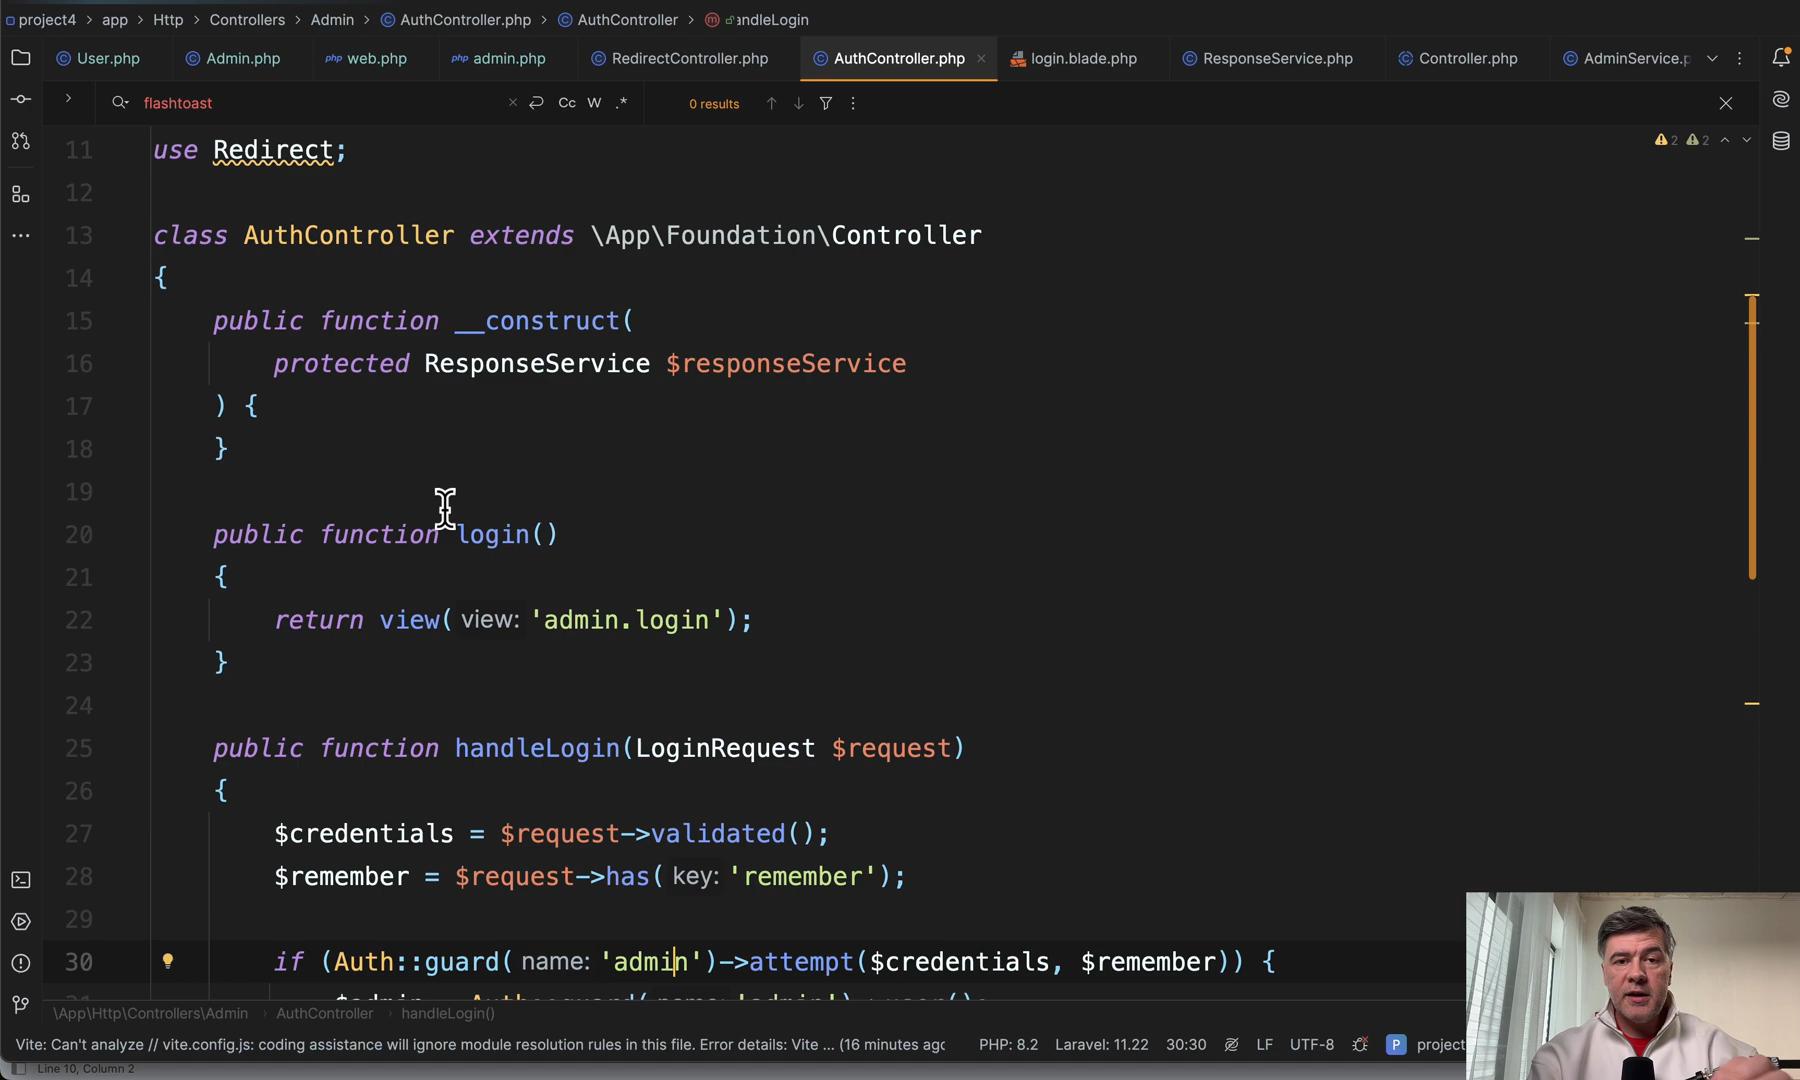 project4 > app > Http > Controllers > Admin > AuthController.php > AuthController > handleLogin
User.php Admin.php php web.php php admin.php RedirectController.php AuthController.php login.blade.php ResponseService.php Controller.php AdminService.p
flashtoast Cc W .* 0 results
2 2
11 use Redirect;
12
13 class AuthController extends \App\Foundation\Controller
14 {
15 public function __construct(
16 protected ResponseService $responseService
17 ) {
18 }
19
20 public function login()
21 {
22 return view( view: 'admin.login');
23 }
24
25 public function handleLogin(LoginRequest $request)
26 {
27 $credentials = $request->validated();
28 $remember = $request->has( key: 'remember');
29
30 if (Auth::guard( name: 'admin')->attempt($credentials, $remember)) {
\App\Http\Controllers\Admin > AuthController > handleLogin()
Vite: Can't analyze // vite.config.js: coding assistance will ignore module resolution rules in this file. Error details: Vite ... (16 minutes ago PHP: 8.2 Laravel: 11.22 30:30 LF UTF-8 P project
Line 10, Column 2